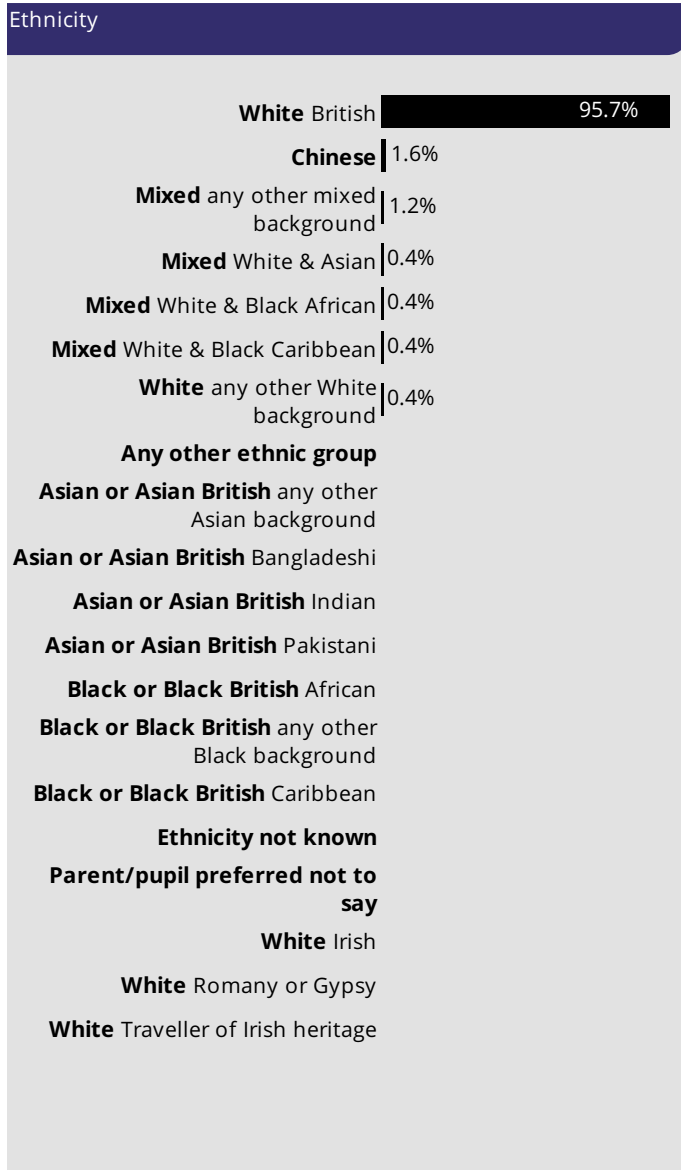 Ethnicity
White British 95.7%
Chinese 1.6%
Mixed any other mixed
background 1.2%
Mixed White & Asian 0.4%
Mixed White & Black African 0.4%
Mixed White & Black Caribbean 0.4%
White any other White
background 0.4%
Any other ethnic group
Asian or Asian British any other
Asian background
Asian or Asian British Bangladeshi
Asian or Asian British Indian
Asian or Asian British Pakistani
Black or Black British African
Black or Black British any other
Black background
Black or Black British Caribbean
Ethnicity not known
Parent/pupil preferred not to
say
White Irish
White Romany or Gypsy
White Traveller of Irish heritage